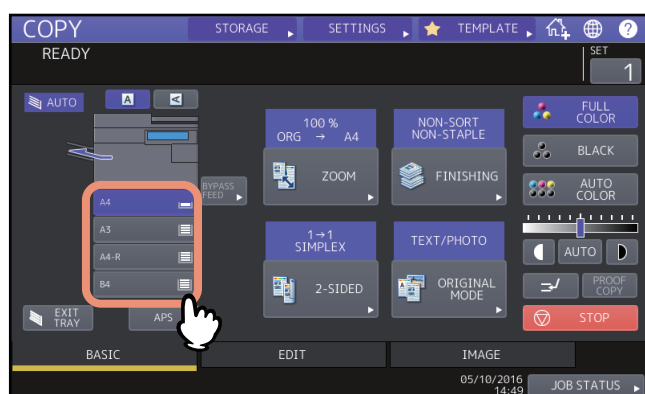 COPY
STORAGE
SETTINGS
TEMPLATE
?
READY
SET
1
AUTO
A
A
100 %
ORG → A4
NON-SORT
NON-STAPLE
FULL
COLOR
BLACK
BYPASS
FEED
ZOOM
FINISHING
AUTO
COLOR
A4
A3
A4-R
B4
1→1
SIMPLEX
TEXT/PHOTO
AUTO
2-SIDED
ORIGINAL
MODE
PROOF
COPY
EXIT
TRAY
APS
STOP
BASIC
EDIT
IMAGE
05/10/2016
14:49
JOB STATUS